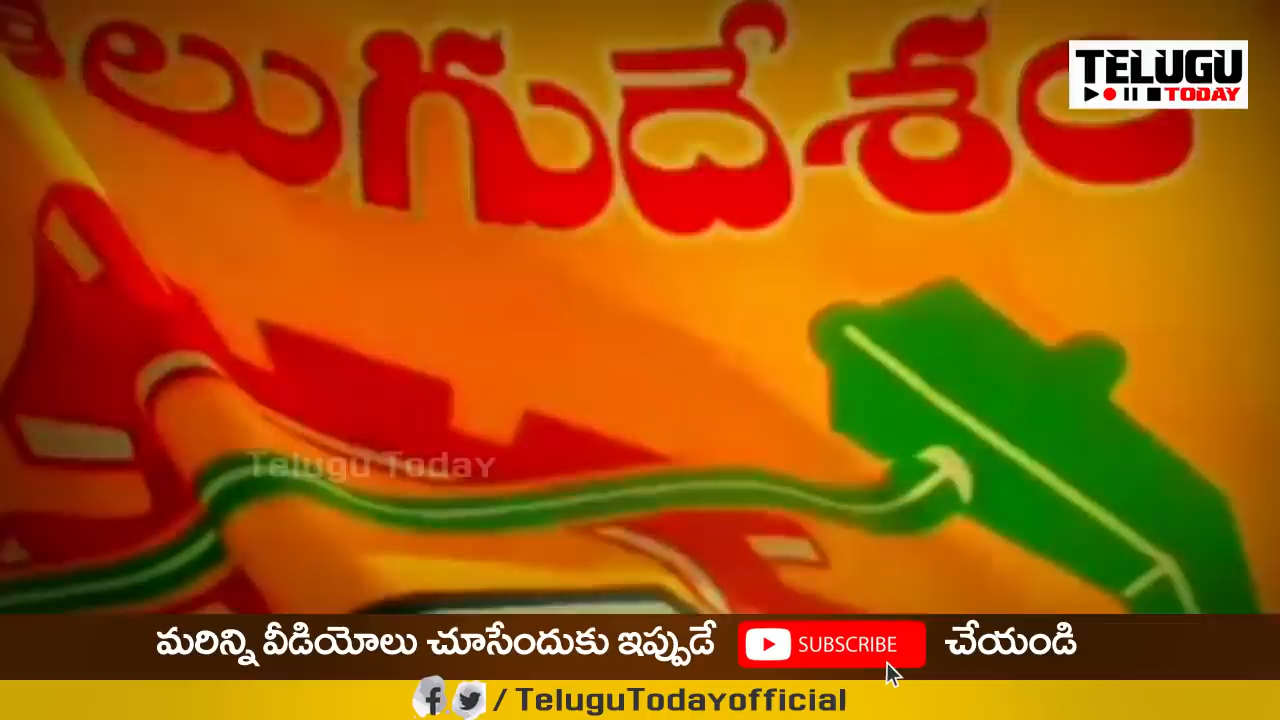 తెలుగుదేశం
TELUGU
TODAY
Telugu Today
మరిన్ని వీడియోలు చూసేందుకు ఇప్పుడే SUBSCRIBE చేయండి
/ TeluguTodayofficial